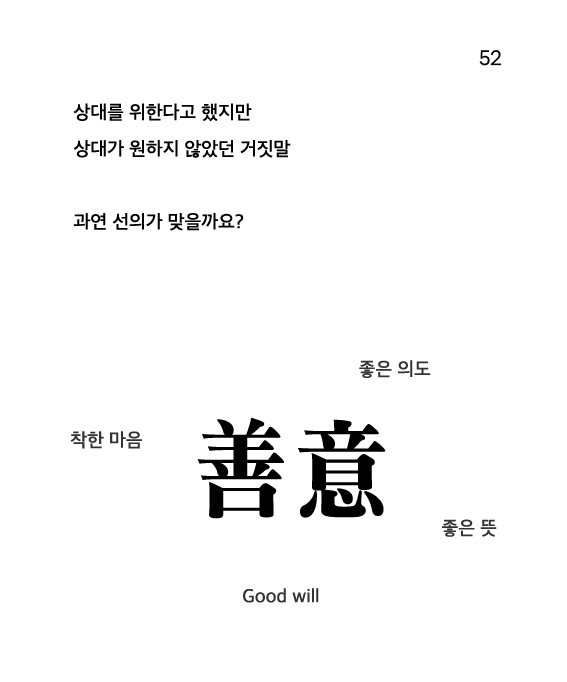 52
상대를 위한다고 했지만
상대가 원하지 않았던 거짓말
과연 선의가 맞을까요?
좋은 의도
착한 마음
善意
좋은 뜻
Good will